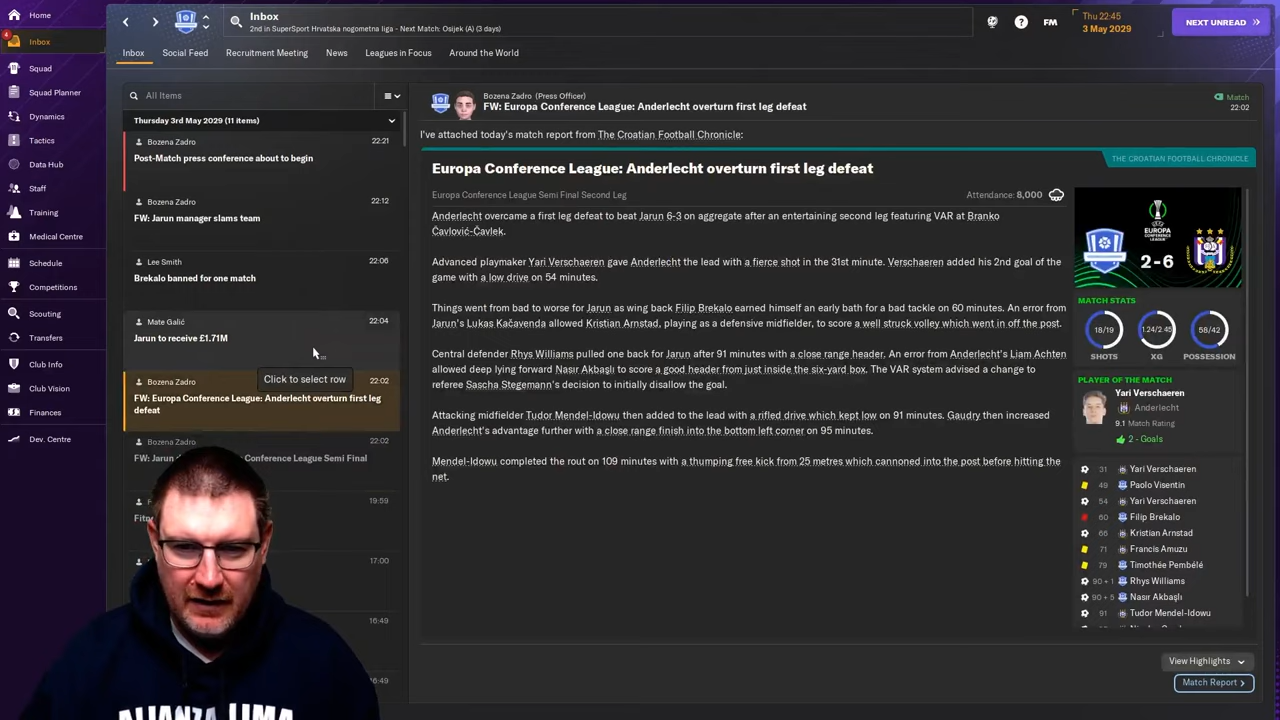 Home
4
Inbox
Squad
Squad Planner
Dynamics
Tactics
Data Hub
Staff
Training
Medical Centre
Schedule
Competitions
Scouting
Transfers
Club Info
Club Vision
Finances
Dev. Centre
Inbox
2nd in SuperSport Hrvatska nogometna liga - Next Match: Osijek (A) (3 days)
?
FM
Thu 22:45
3 May 2029
NEXT UNREAD
Inbox
Social Feed
Recruitment Meeting
News
Leagues in Focus
Around the World
All Items
Thursday 3rd May 2029 (11 items)
Bozena Zadro 22:21
Post-Match press conference about to begin
Bozena Zadro 22:12
FW: Jarun manager slams team
Lee Smith 22:06
Brekalo banned for one match
Mate Galić 22:04
Jarun to receive £1.71M
Click to select row
Bozena Zadro 22:02
FW: Europa Conference League: Anderlecht overturn first leg
defeat
Bozena Zadro 22:02
FW: Jarun Conference League Semi Final
19:59
17:00
16:49
16:49
Bozena Zadro (Press Officer)
FW: Europa Conference League: Anderlecht overturn first leg defeat
Match
22:02
I've attached today's match report from The Croatian Football Chronicle:
THE CROATIAN FOOTBALL CHRONICLE
Europa Conference League: Anderlecht overturn first leg defeat
Europa Conference League Semi Final Second Leg
Attendance: 8,000
Anderlecht overcame a first leg defeat to beat Jarun 6-3 on aggregate after an entertaining second leg featuring VAR at Branko
Čavlović-Čavlek.
Advanced playmaker Yari Verschaeren gave Anderlecht the lead with a fierce shot in the 31st minute. Verschaeren added his 2nd goal of the
game with a low drive on 54 minutes.
Things went from bad to worse for Jarun as wing back Filip Brekalo earned himself an early bath for a bad tackle on 60 minutes. An error from
Jarun's Lukas Kačavenda allowed Kristian Arnstad, playing as a defensive midfielder, to score a well struck volley which went in off the post.
Central defender Rhys Williams pulled one back for Jarun after 91 minutes with a close range header. An error from Anderlecht's Liam Achten
allowed deep lying forward Nasır Akbaşlı to score a good header from just inside the six-yard box. The VAR system advised a change to
referee Sascha Stegemann's decision to initially disallow the goal.
Attacking midfielder Tudor Mendel-Idowu then added to the lead with a rifled drive which kept low on 91 minutes. Gaudry then increased
Anderlecht's advantage further with a close range finish into the bottom left corner on 95 minutes.
Mendel-Idowu completed the rout on 109 minutes with a thumping free kick from 25 metres which cannoned into the post before hitting the
net.
EUROPA
CONFERENCE
LEAGUE
2-6
MATCH STATS
18/19
1.24/2.45
58/42
SHOTS
XG
POSSESSION
PLAYER OF THE MATCH
Yari Verschaeren
Anderlecht
9.1 Match Rating
2 - Goals
31 Yari Verschaeren
49 Paolo Visentin
54 Yari Verschaeren
60 Filip Brekalo
66 Kristian Arnstad
71 Francis Amuzu
79 Timothée Pembélé
90 + 1 Rhys Williams
90 + 5 Nasır Akbaşlı
91 Tudor Mendel-Idowu
View Highlights
Match Report
ALIANZA LIMA